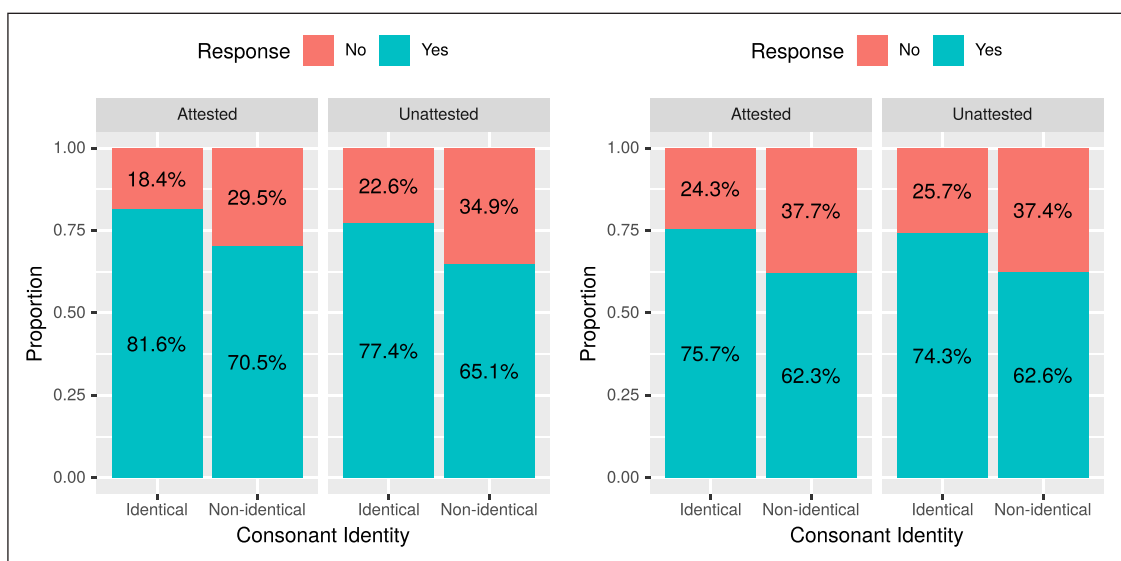 Response No Yes
Attested Unattested
1.00
0.75
0.50
0.25
0.00
Proportion
18.4% 29.5% 22.6% 34.9%
81.6% 70.5% 77.4% 65.1%
Identical Non-identical Identical Non-identical
Consonant Identity
Response No Yes
Attested Unattested
1.00
0.75
0.50
0.25
0.00
Proportion
24.3% 37.7% 25.7% 37.4%
75.7% 62.3% 74.3% 62.6%
Identical Non-identical Identical Non-identical
Consonant Identity